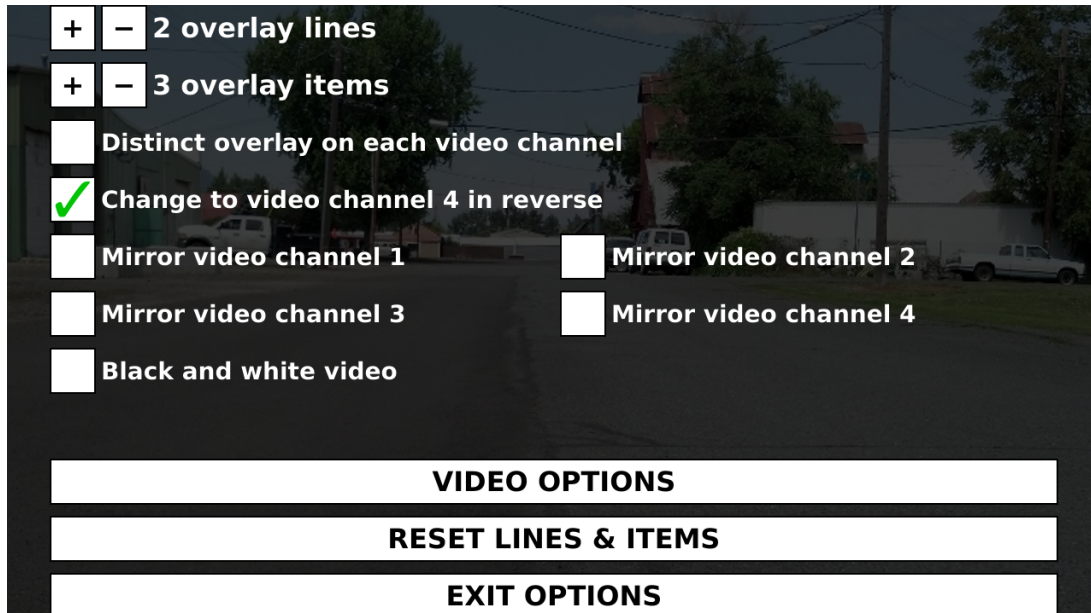 + − 2 overlay lines
+ − 3 overlay items
Distinct overlay on each video channel
✓ Change to video channel 4 in reverse
Mirror video channel 1 Mirror video channel 2
Mirror video channel 3 Mirror video channel 4
Black and white video
VIDEO OPTIONS
RESET LINES & ITEMS
EXIT OPTIONS